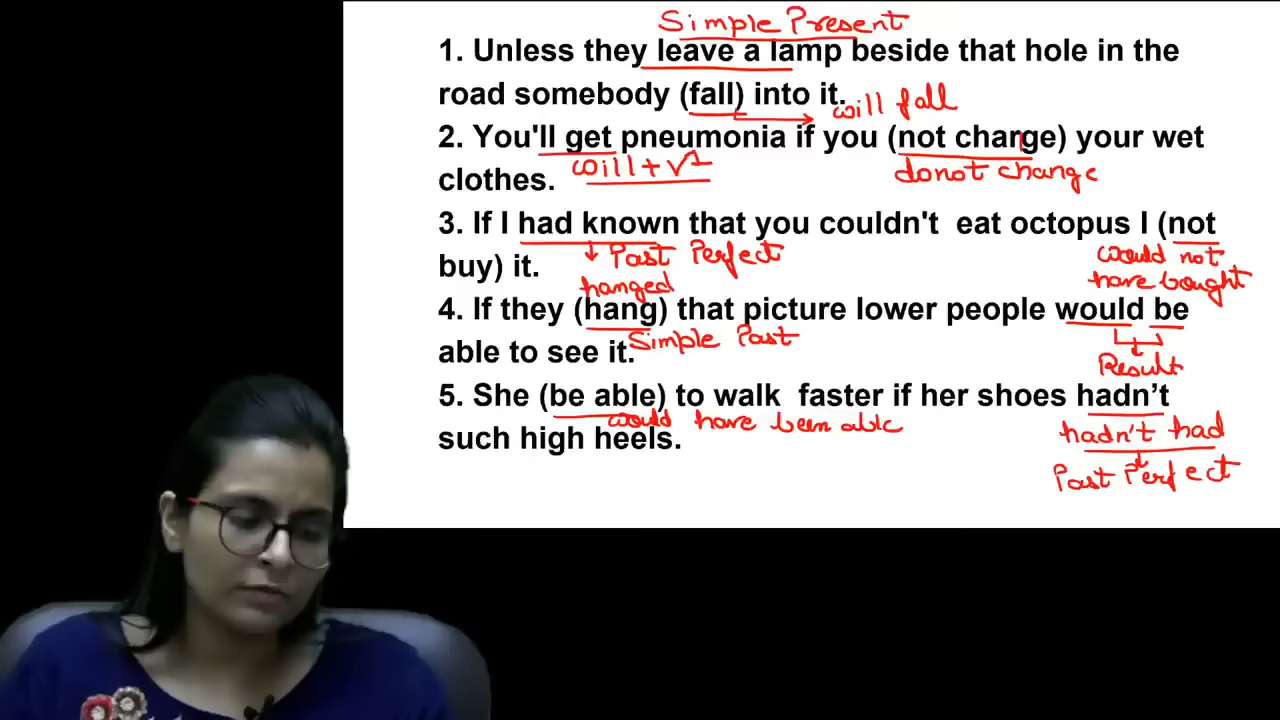 Simple Present
1. Unless they leave a lamp beside that hole in the
road somebody (fall) into it.
will fall
2. You'll get pneumonia if you (not charge) your wet
clothes. will + V1
do not change
3. If I had known that you couldn't eat octopus I (not
buy) it.
Past Perfect
would not
have bought
hanged
4. If they (hang) that picture lower people would be
able to see it.
Simple Past
Result
5. She (be able) to walk faster if her shoes hadn't
would have been able
such high heels.
hadn't had
Past Perfect